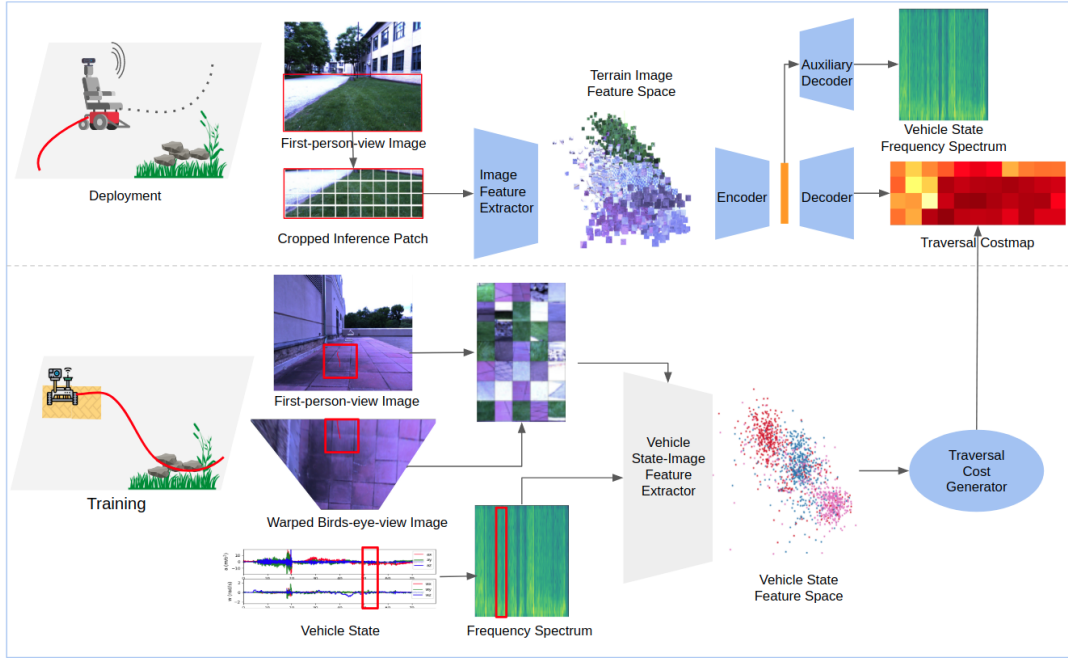 Deployment
First-person-view Image
Cropped Inference Patch
Image
Feature
Extractor
Terrain Image
Feature Space
Encoder
Auxiliary
Decoder
Decoder
Vehicle State
Frequency Spectrum
Traversal Costmap
Training
First-person-view Image
Warped Birds-eye-view Image
Vehicle State
Frequency Spectrum
Vehicle
State-Image
Feature
Extractor
Vehicle State
Feature Space
Traversal
Cost
Generator